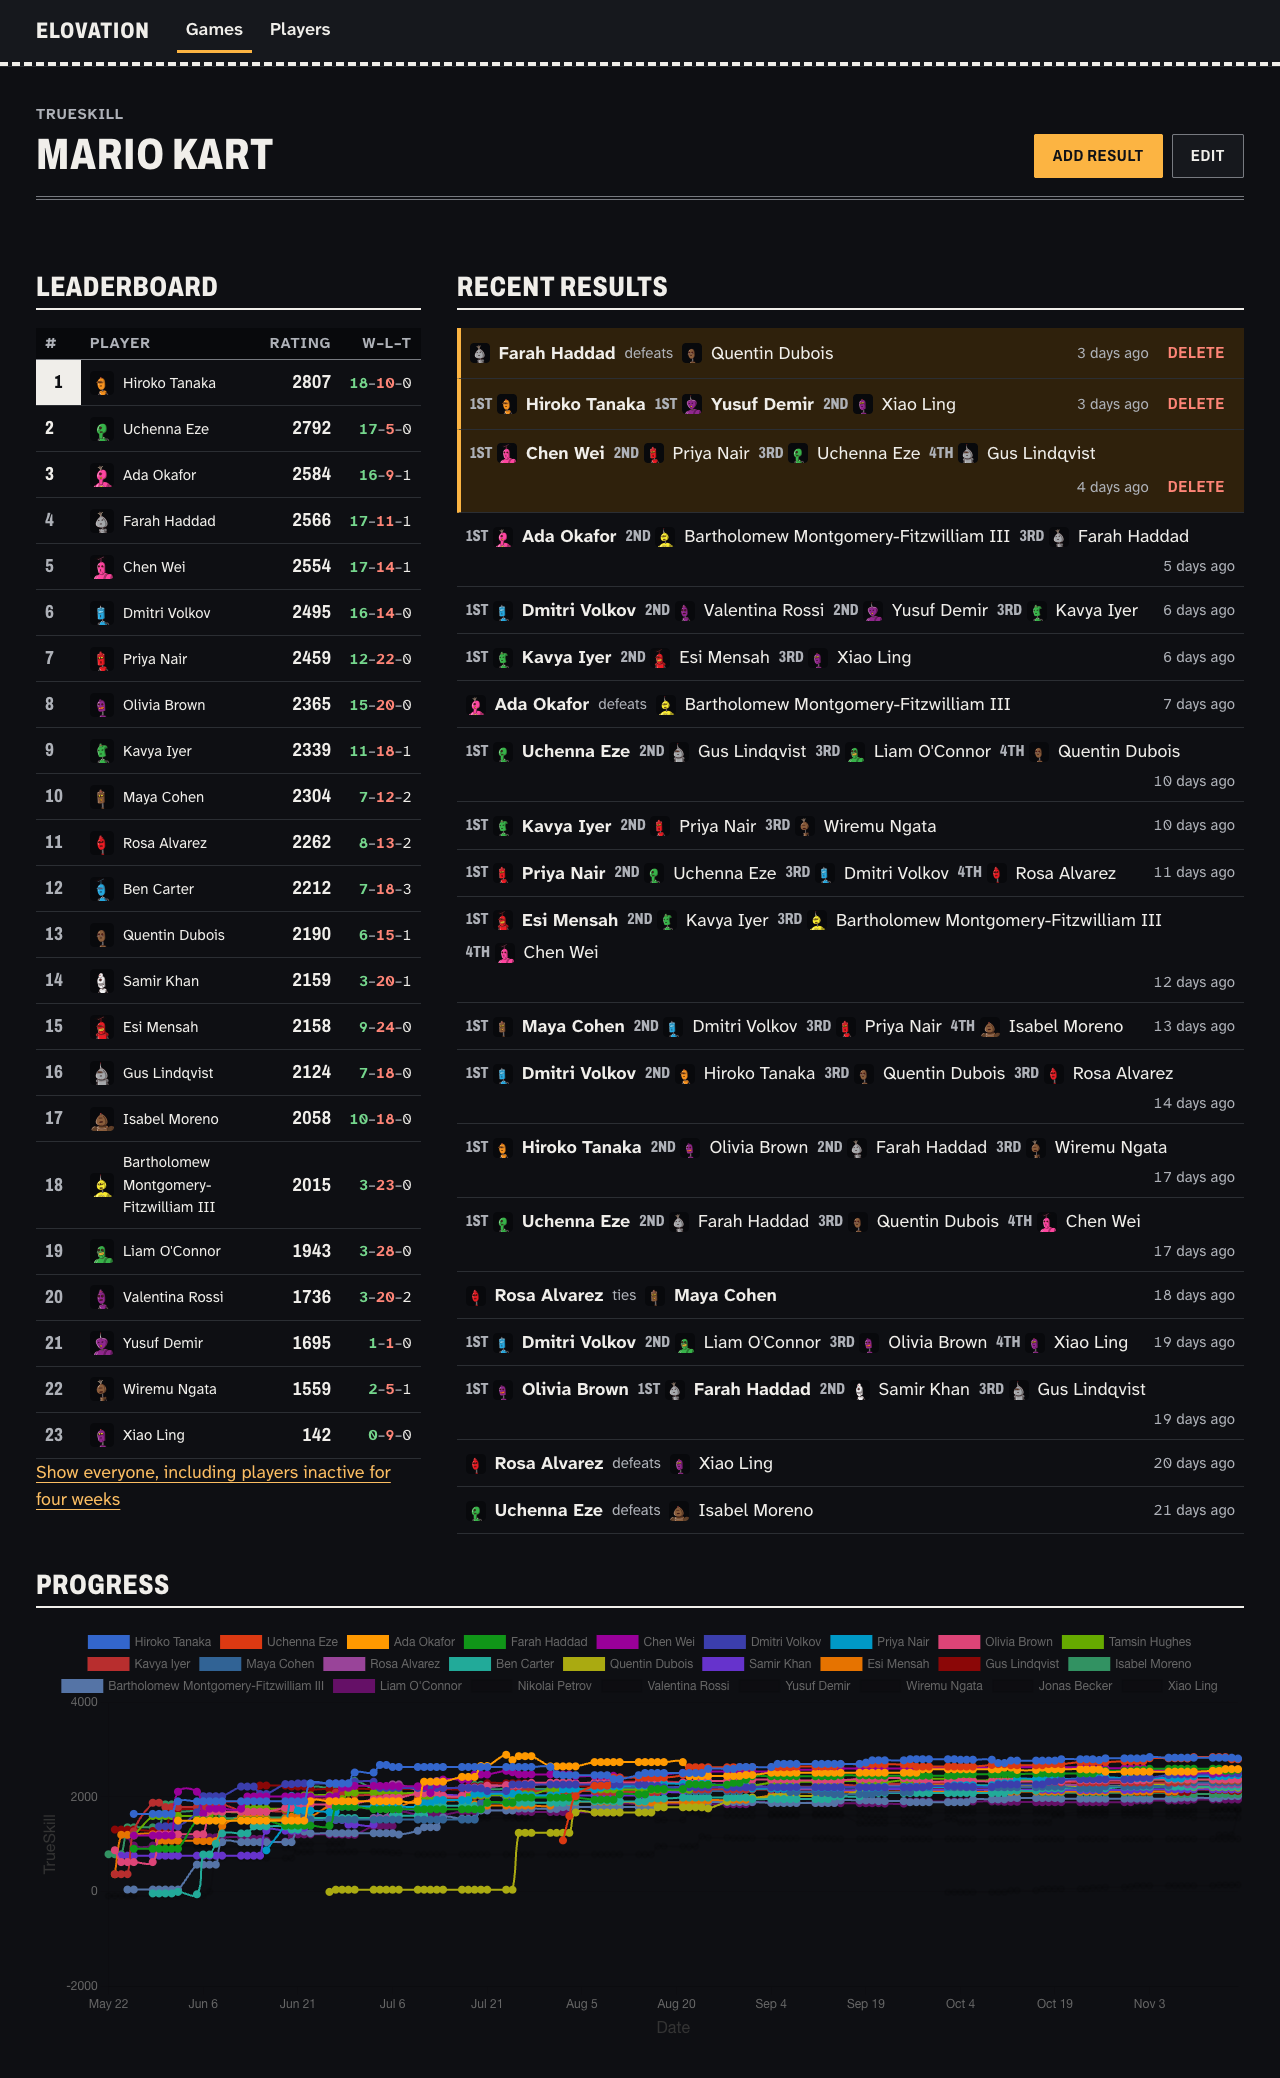 ELOVATION Games Players
TRUESKILL
MARIO KART
ADD RESULT EDIT
LEADERBOARD
# PLAYER RATING W–L–T
1 Hiroko Tanaka 2807 18–10–0
2 Uchenna Eze 2792 17–5–0
3 Ada Okafor 2584 16–9–1
4 Farah Haddad 2566 17–11–1
5 Chen Wei 2554 17–14–1
6 Dmitri Volkov 2495 16–14–0
7 Priya Nair 2459 12–22–0
8 Olivia Brown 2365 15–20–0
9 Kavya Iyer 2339 11–18–1
10 Maya Cohen 2304 7–12–2
11 Rosa Alvarez 2262 8–13–2
12 Ben Carter 2212 7–18–3
13 Quentin Dubois 2190 6–15–1
14 Samir Khan 2159 3–20–1
15 Esi Mensah 2158 9–24–0
16 Gus Lindqvist 2124 7–18–0
17 Isabel Moreno 2058 10–18–0
18 Bartholomew
Montgomery-
Fitzwilliam III 2015 3–23–0
19 Liam O'Connor 1943 3–28–0
20 Valentina Rossi 1736 3–20–2
21 Yusuf Demir 1695 1–1–0
22 Wiremu Ngata 1559 2–5–1
23 Xiao Ling 142 0–9–0
Show everyone, including players inactive for
four weeks
RECENT RESULTS
Farah Haddad defeats Quentin Dubois 3 days ago DELETE
1ST Hiroko Tanaka 1ST Yusuf Demir 2ND Xiao Ling 3 days ago DELETE
1ST Chen Wei 2ND Priya Nair 3RD Uchenna Eze 4TH Gus Lindqvist
4 days ago DELETE
1ST Ada Okafor 2ND Bartholomew Montgomery-Fitzwilliam III 3RD Farah Haddad
5 days ago
1ST Dmitri Volkov 2ND Valentina Rossi 2ND Yusuf Demir 3RD Kavya Iyer 6 days ago
1ST Kavya Iyer 2ND Esi Mensah 3RD Xiao Ling 6 days ago
Ada Okafor defeats Bartholomew Montgomery-Fitzwilliam III 7 days ago
1ST Uchenna Eze 2ND Gus Lindqvist 3RD Liam O'Connor 4TH Quentin Dubois
10 days ago
1ST Kavya Iyer 2ND Priya Nair 3RD Wiremu Ngata 10 days ago
1ST Priya Nair 2ND Uchenna Eze 3RD Dmitri Volkov 4TH Rosa Alvarez 11 days ago
1ST Esi Mensah 2ND Kavya Iyer 3RD Bartholomew Montgomery-Fitzwilliam III
4TH Chen Wei
12 days ago
1ST Maya Cohen 2ND Dmitri Volkov 3RD Priya Nair 4TH Isabel Moreno 13 days ago
1ST Dmitri Volkov 2ND Hiroko Tanaka 3RD Quentin Dubois 3RD Rosa Alvarez
14 days ago
1ST Hiroko Tanaka 2ND Olivia Brown 2ND Farah Haddad 3RD Wiremu Ngata
17 days ago
1ST Uchenna Eze 2ND Farah Haddad 3RD Quentin Dubois 4TH Chen Wei
17 days ago
Rosa Alvarez ties Maya Cohen 18 days ago
1ST Dmitri Volkov 2ND Liam O'Connor 3RD Olivia Brown 4TH Xiao Ling 19 days ago
1ST Olivia Brown 1ST Farah Haddad 2ND Samir Khan 3RD Gus Lindqvist
19 days ago
Rosa Alvarez defeats Xiao Ling 20 days ago
Uchenna Eze defeats Isabel Moreno 21 days ago
PROGRESS
Hiroko Tanaka Uchenna Eze Ada Okafor Farah Haddad Chen Wei Dmitri Volkov Priya Nair Olivia Brown Tamsin Hughes
Kavya Iyer Maya Cohen Rosa Alvarez Ben Carter Quentin Dubois Samir Khan Esi Mensah Gus Lindqvist Isabel Moreno
Bartholomew Montgomery-Fitzwilliam III Liam O'Connor Nikolai Petrov Valentina Rossi Yusuf Demir Wiremu Ngata Jonas Becker Xiao Ling
4000
2000
TrueSkill
0
-2000
May 22 Jun 6 Jun 21 Jul 6 Jul 21 Aug 5 Aug 20 Sep 4 Sep 19 Oct 4 Oct 19 Nov 3
Date